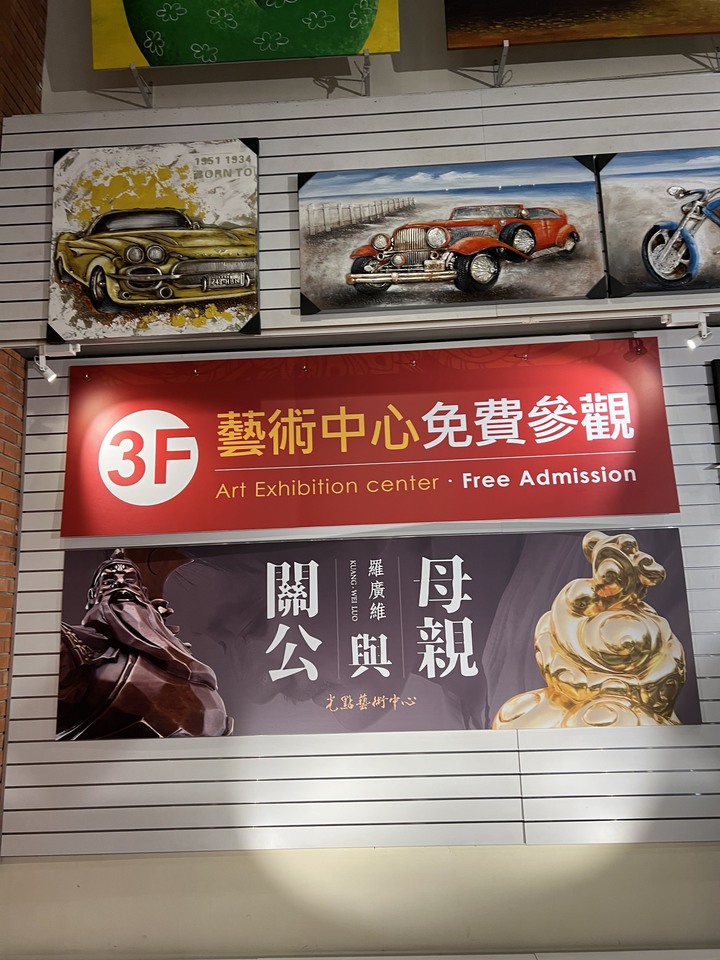 1951 1934
BORN TO
3F
藝術中心免費參觀
Art Exhibition center · Free Admission
母親
羅廣維
KUANG-WEI LUO
與
關公
光點藝術中心